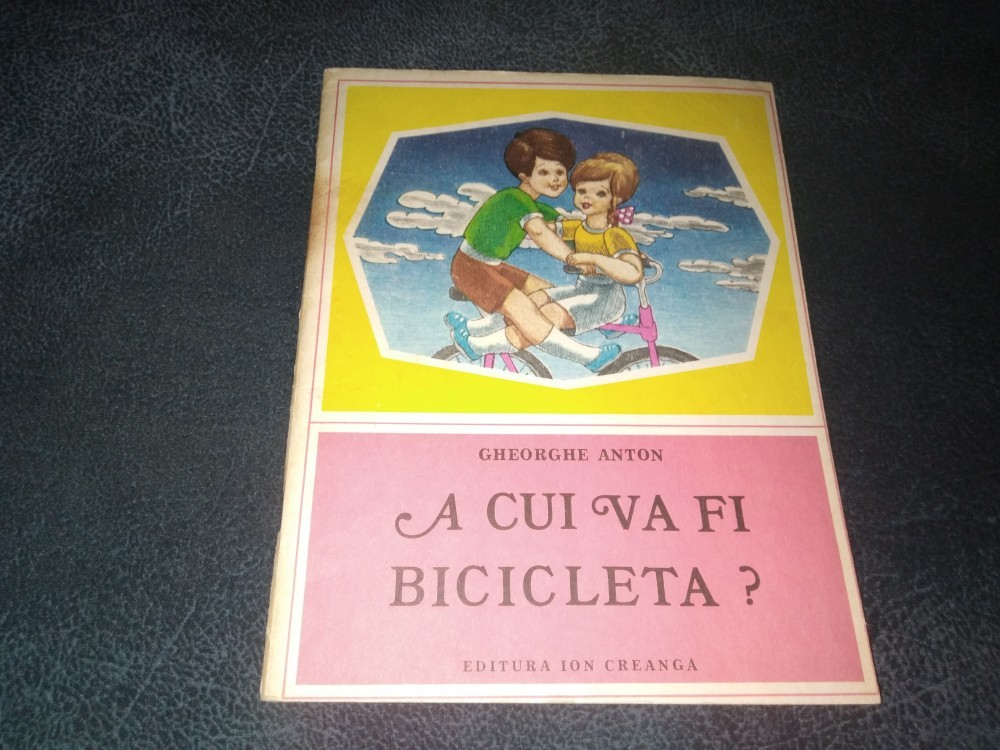 GHEORGHE ANTON
A CUI VA FI
BICICLETA ?
EDITURA ION CREANGA